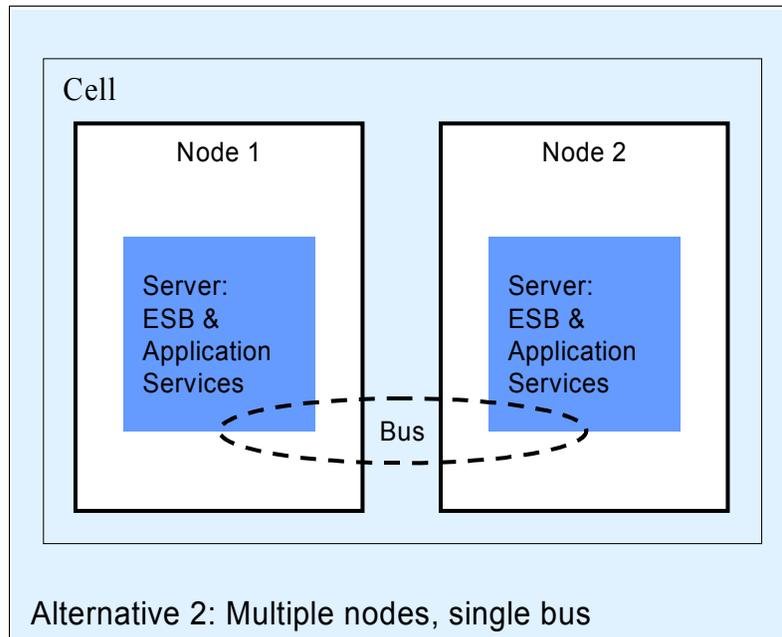 Cell
Node 1
Server:
ESB &
Application
Services
Node 2
Server:
ESB &
Application
Services
Bus
Alternative 2: Multiple nodes, single bus